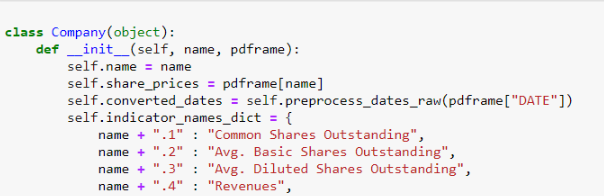 class Company(object):
    def __init__(self, name, pdframe):
        self.name = name
        self.share_prices = pdframe[name]
        self.converted_dates = self.preprocess_dates_raw(pdframe["DATE"])
        self.indicator_names_dict = {
            name + ".1" : "Common Shares Outstanding",
            name + ".2" : "Avg. Basic Shares Outstanding",
            name + ".3" : "Avg. Diluted Shares Outstanding",
            name + ".4" : "Revenues",